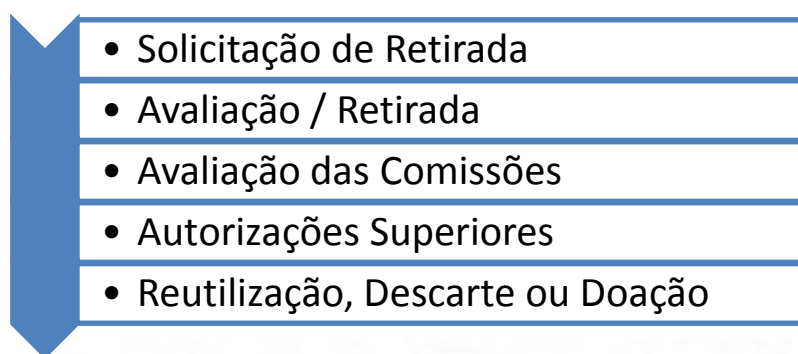 • Solicitação de Retirada
• Avaliação / Retirada
• Avaliação das Comissões
• Autorizações Superiores
• Reutilização, Descarte ou Doação